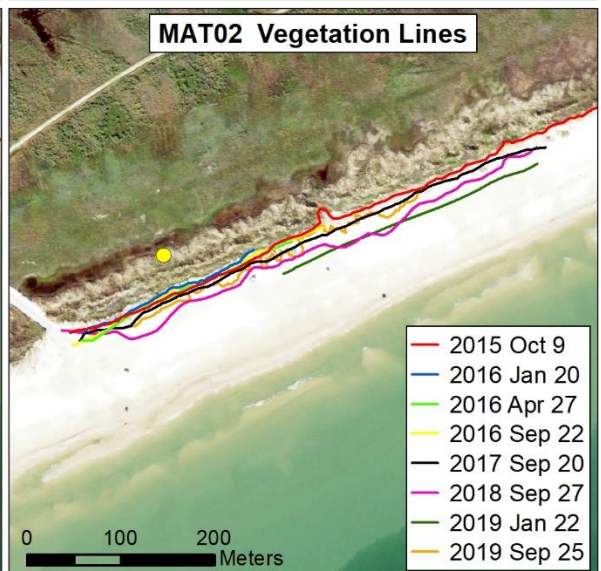 MAT02 Vegetation Lines
2015 Oct 9
2016 Jan 20
2016 Apr 27
2016 Sep 22
2017 Sep 20
2018 Sep 27
2019 Jan 22
2019 Sep 25
0 100 200
Meters